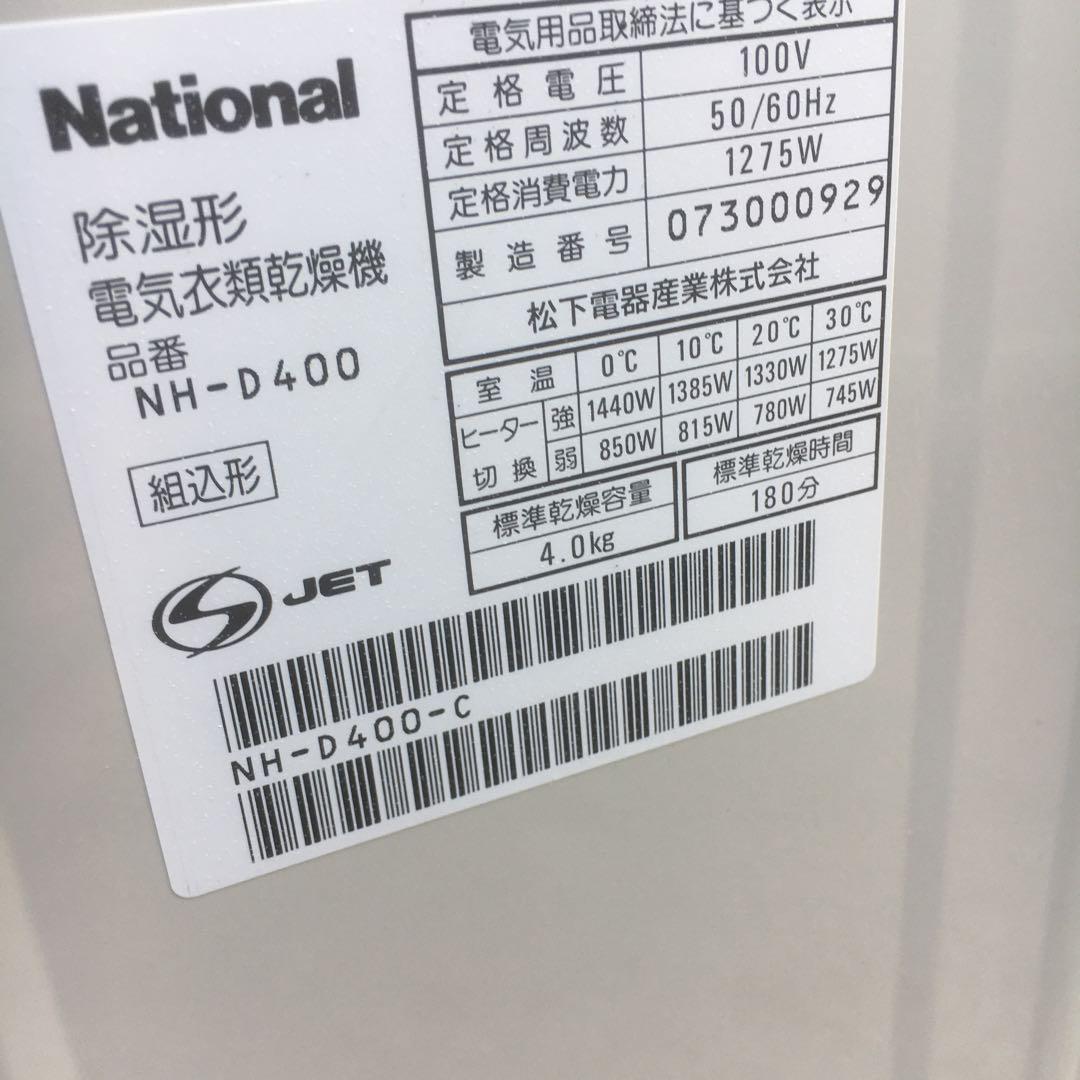 National
除湿形
電気衣類乾燥機
品番
NH-D400
組込形
JET
電気用品取締法に基づく表示
定格電圧 100V
定格周波数 50/60Hz
定格消費電力 1275W
製造番号 073000929
松下電器産業株式会社
室温 0℃ 10℃ 20℃ 30℃
ヒーター切換 強 1440W 1385W 1330W 1275W
弱 850W 815W 780W 745W
標準乾燥容量 標準乾燥時間
4.0kg 180分
NH-D400-C